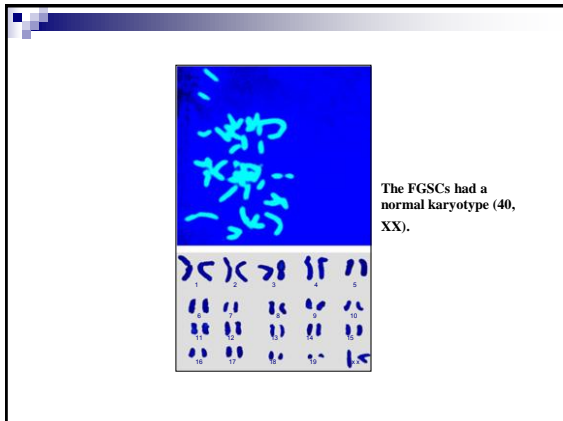 The FGSCs had a
normal karyotype (40,
XX).
1 2 3 4 5
6 7 8 9 10
11 12 13 14 15
16 17 18 19 xx